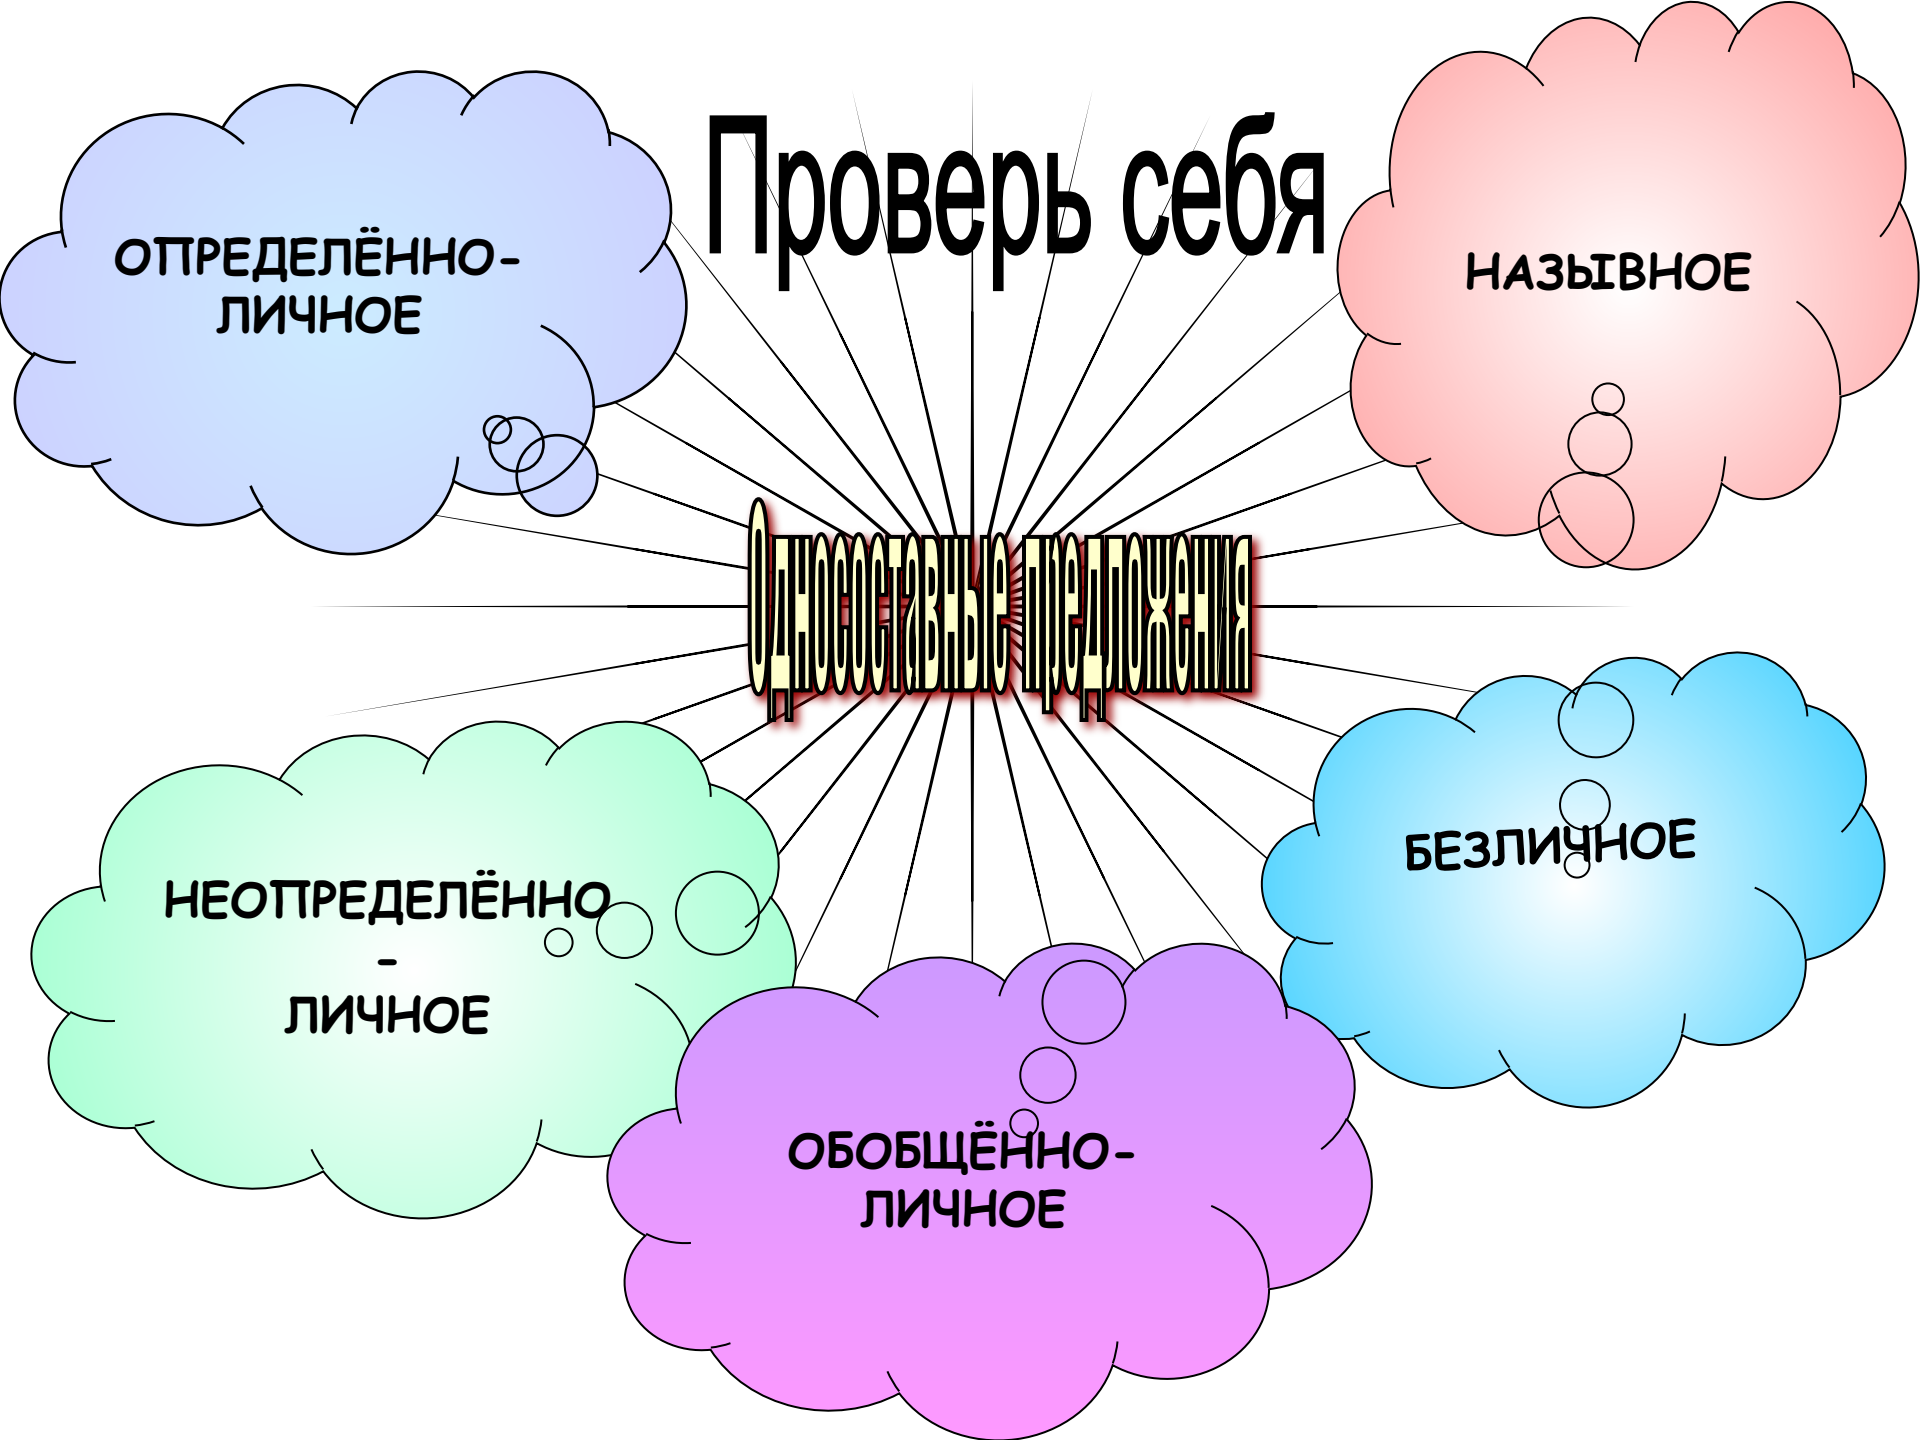 Проверь себя
ОПРЕДЕЛЁННО-
ЛИЧНОЕ
НАЗЫВНОЕ
Односоставные предложения
БЕЗЛИЧНОЕ
НЕОПРЕДЕЛЁННО
-
ЛИЧНОЕ
ОБОБЩЁННО-
ЛИЧНОЕ